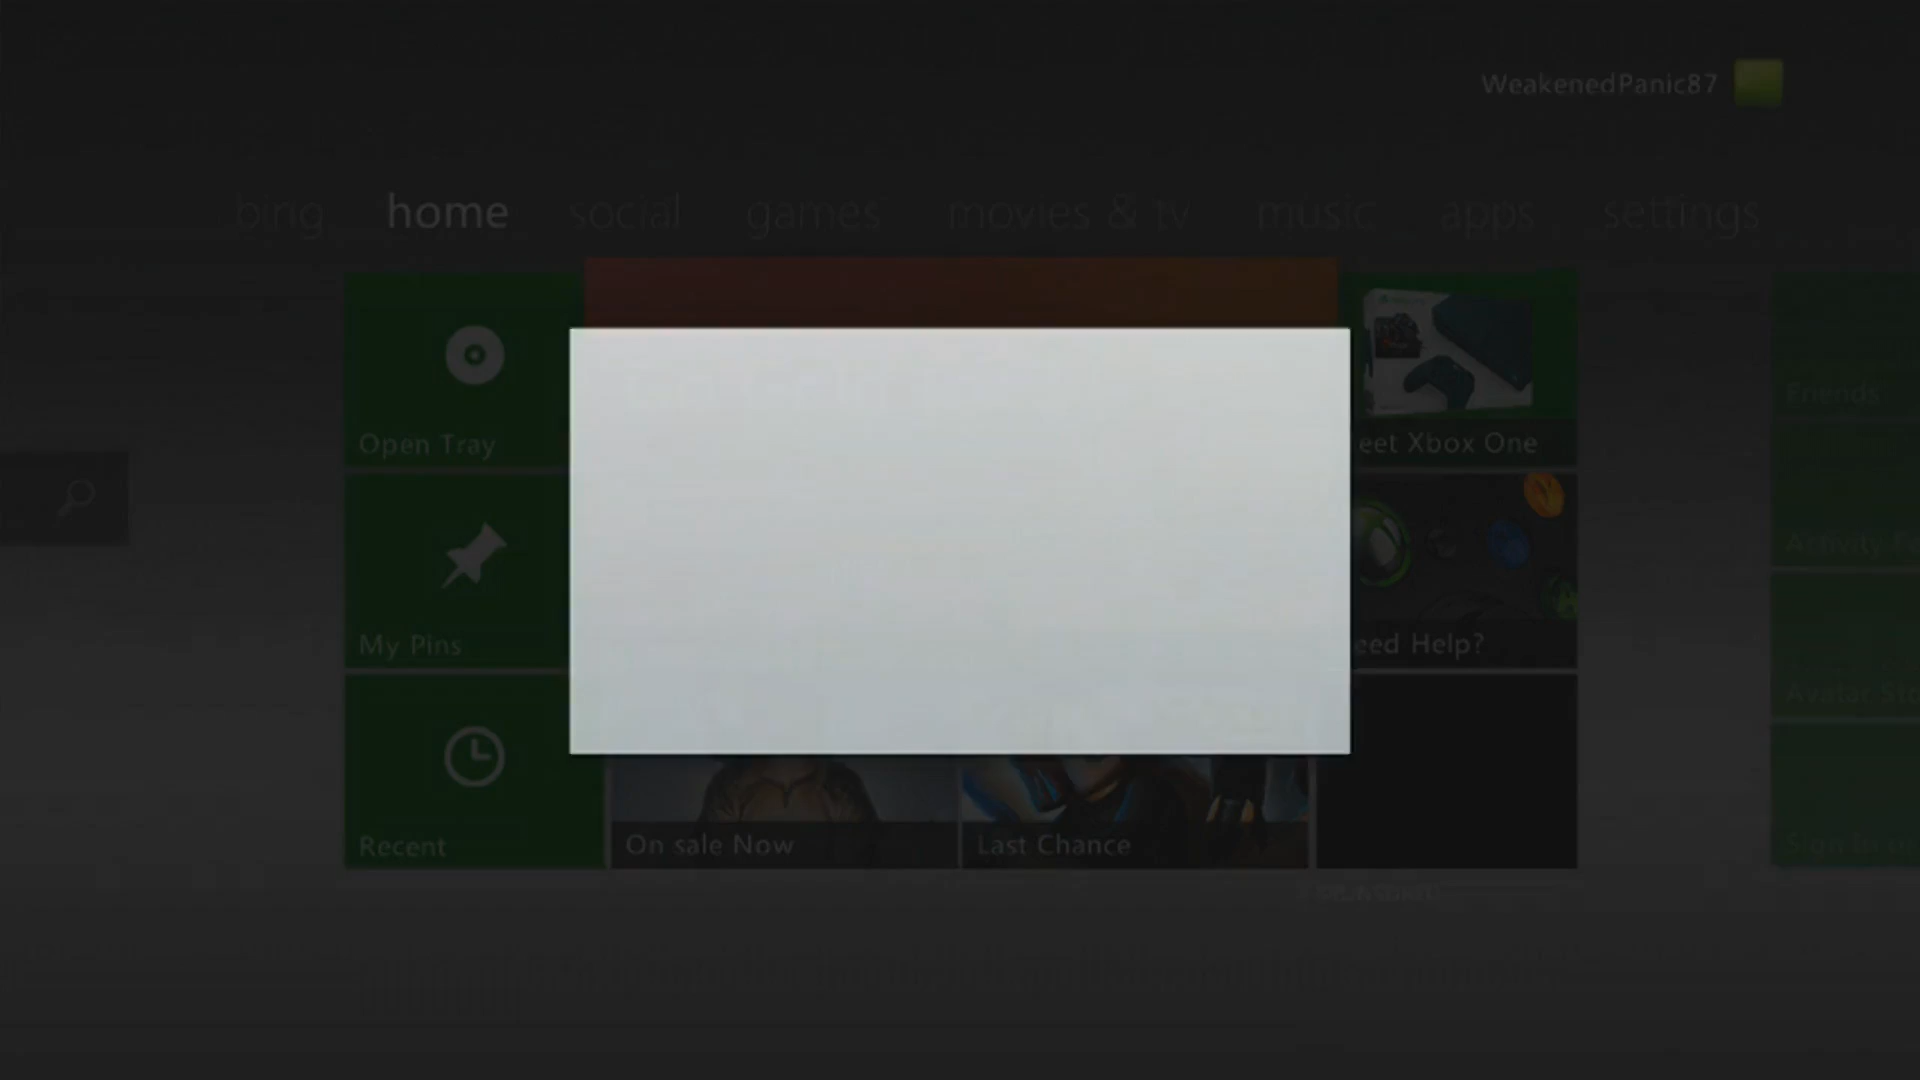 WeakenedPanic87
bing home social games movies & tv music apps settings
Open Tray
eet Xbox One
Friends
My Pins
eed Help?
Recent
On sale Now
Last Chance